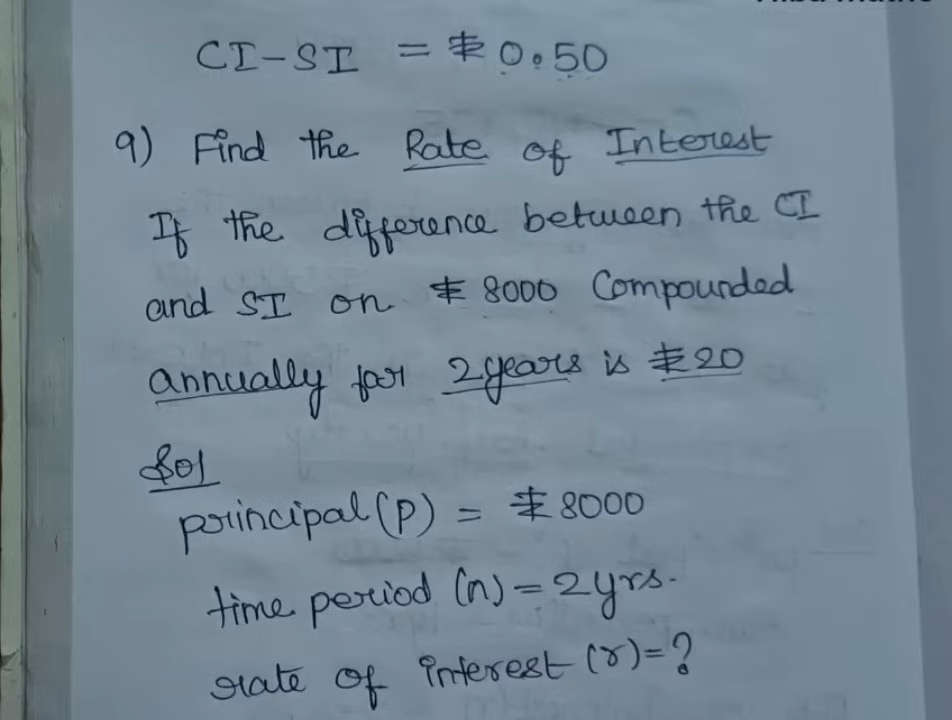 CI-SI = ₹ 0.50
9) Find the Rate of Interest
If the difference between the CI
and SI on ₹ 8000 Compounded
annually for 2years is ₹20
Sol
principal(P) = ₹ 8000
time period (n)=2yrs.
rate of interest (r)=?